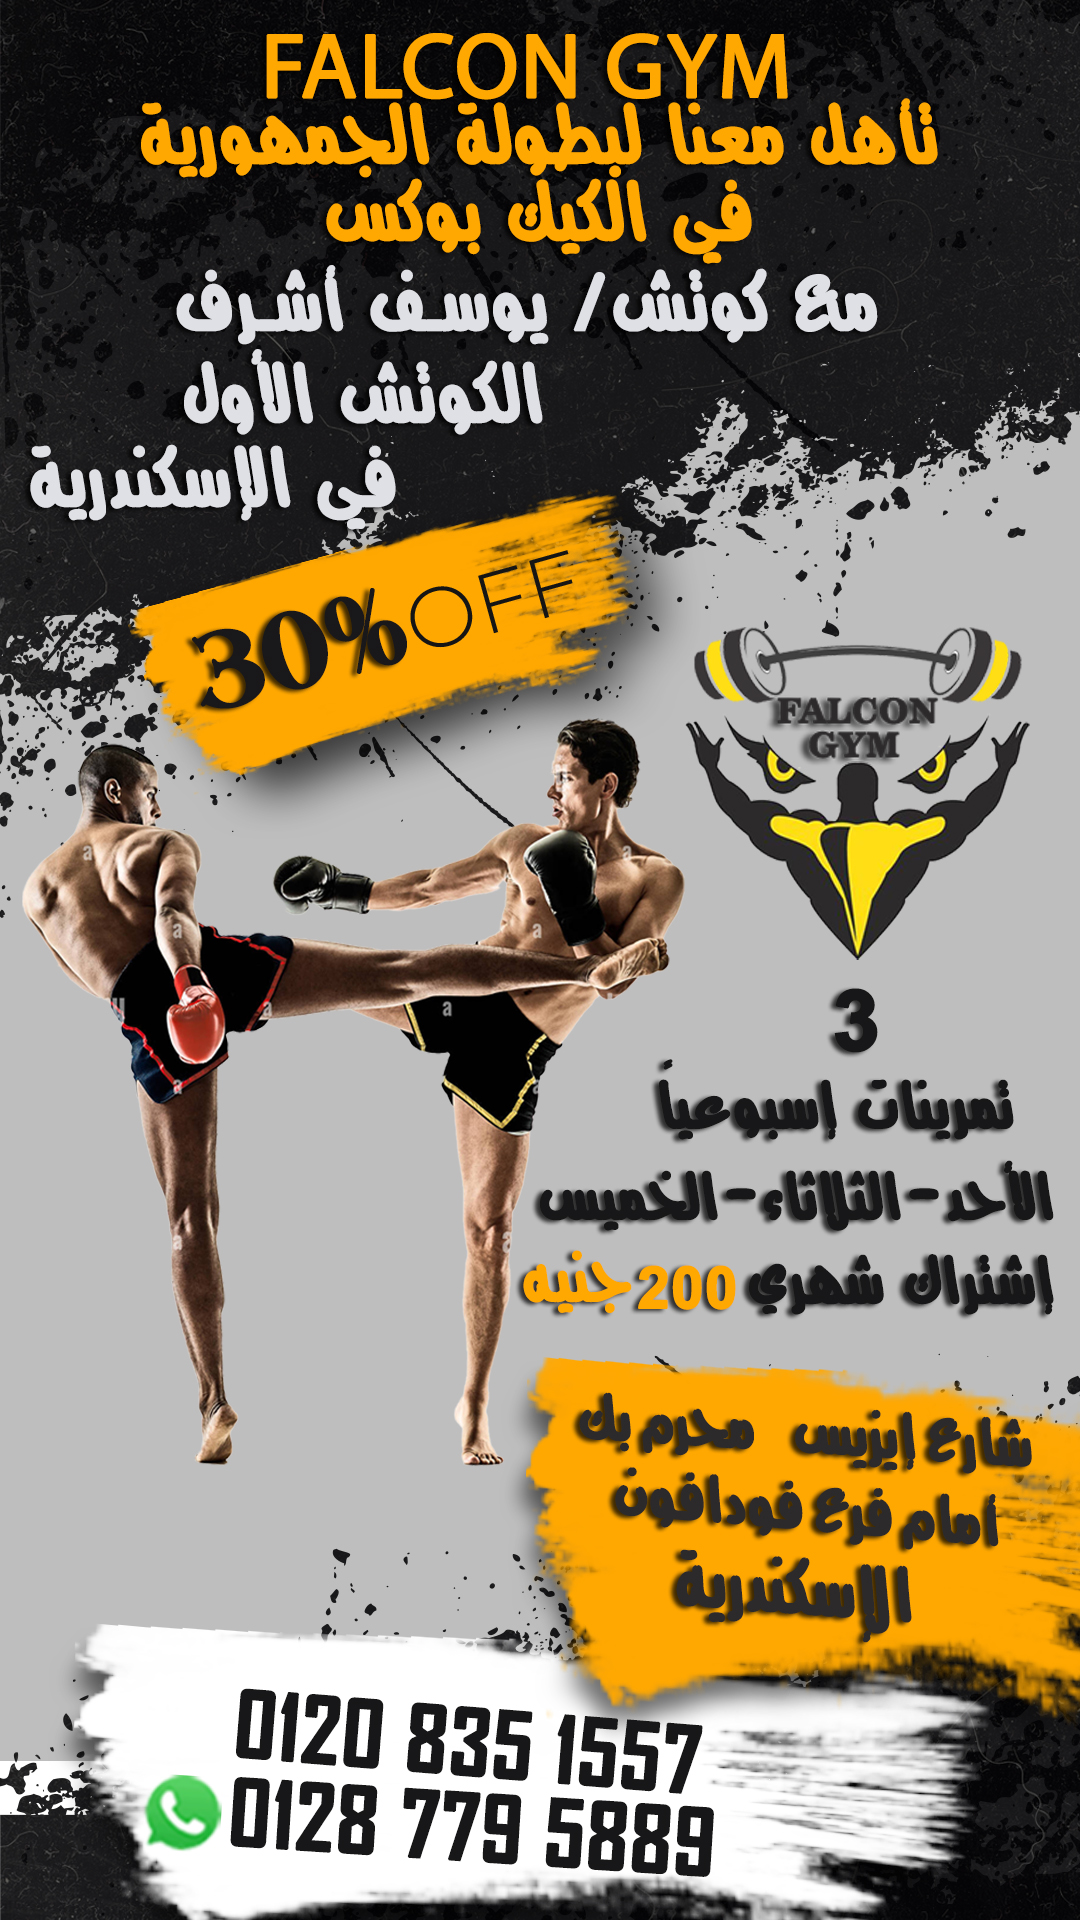 FALCON GYM
تأهل معنا لبطولة الجمهورية
في الكيك بوكس
مع كوتش/ يوسف أشرف
الكوتش الأول
في الإسكندرية
30%OFF
FALCON
GYM
3
تمرينات إسبوعياً
الأحد-الثلاثاء-الخميس
إشتراك شهري 200جنيه
شارع إيزيس محرم بك
أمام فرع فودافون
الإسكندرية
0120 835 1557
0128 779 5889
a
a
a
a
a
a
a
a
a
a